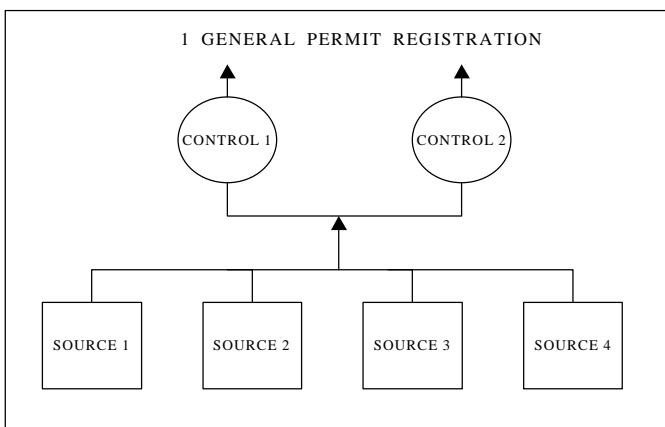 1 GENERAL PERMIT REGISTRATION
CONTROL 1
CONTROL 2
SOURCE 1
SOURCE 2
SOURCE 3
SOURCE 4